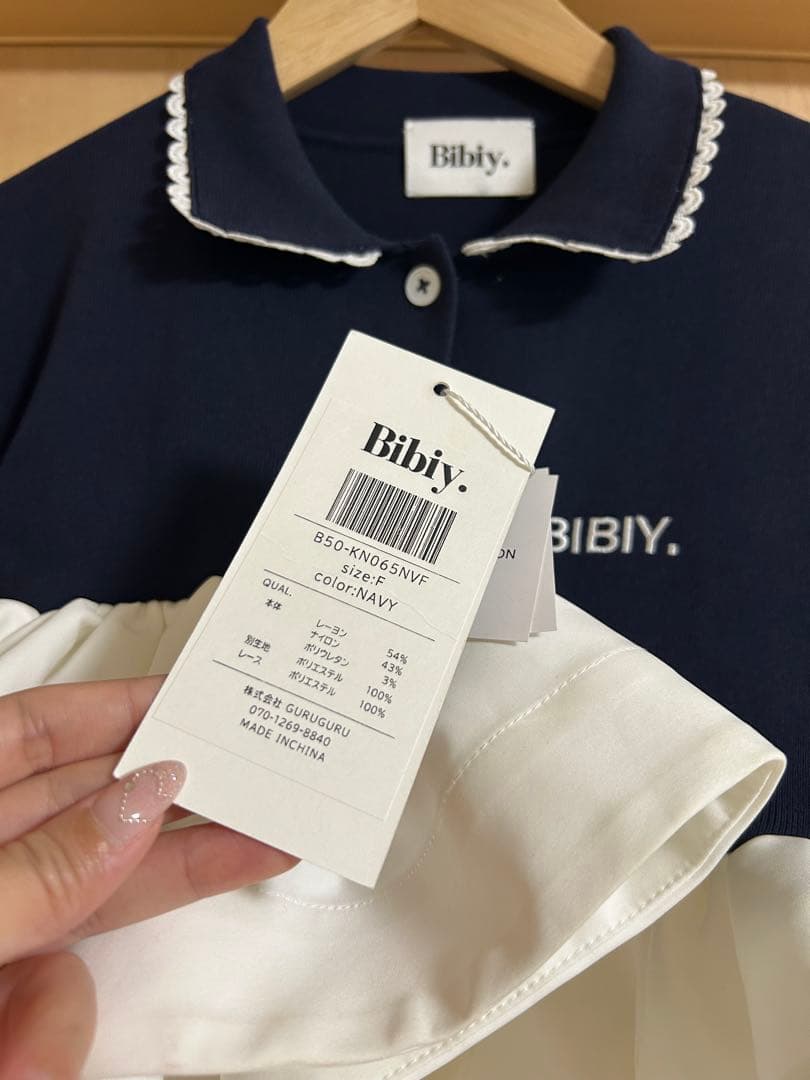 Bibiy.
Bibiy.
B50-KN065NVF
size:F
color:NAVY
QUAL.
本体 レーヨン 54%
ナイロン 43%
ポリウレタン 3%
別生地 ポリエステル 100%
レース ポリエステル 100%
株式会社 GURUGURU
070-1269-8840
MADE INCHINA
ON
BIBIY.